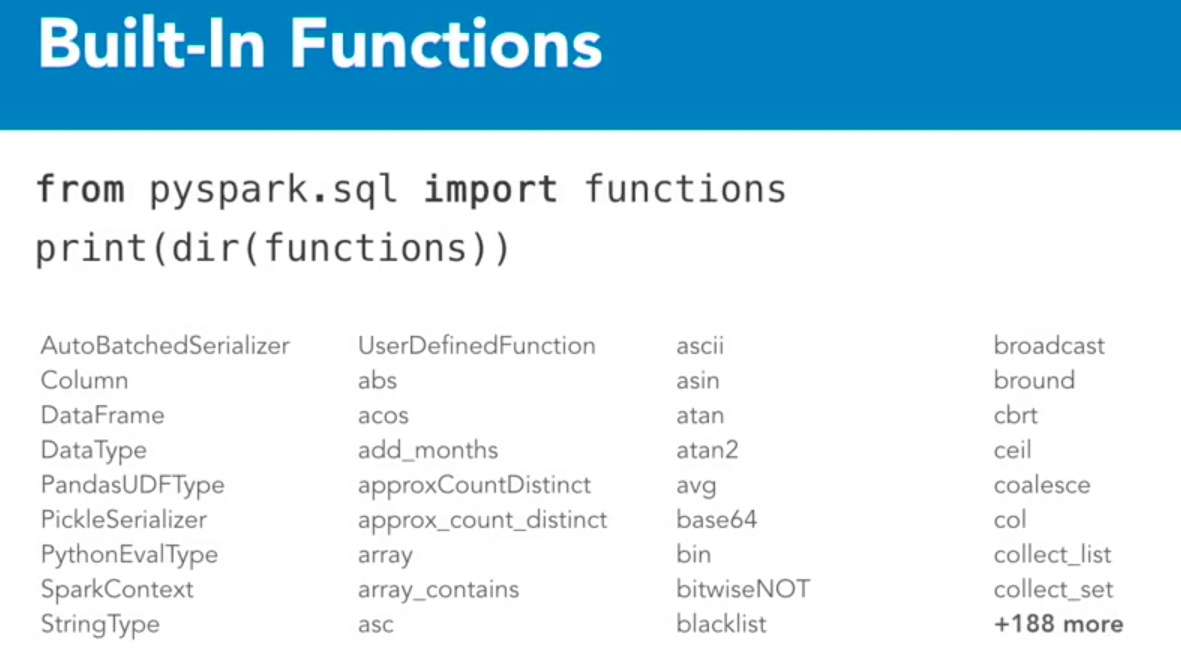 Built-In Functions
from pyspark.sql import functions
print(dir(functions))
AutoBatchedSerializer
Column
DataFrame
DataType
PandasUDFType
PickleSerializer
PythonEvalType
SparkContext
StringType
UserDefinedFunction
abs
acos
add_months
approxCountDistinct
approx_count_distinct
array
array_contains
asc
ascii
asin
atan
atan2
avg
base64
bin
bitwiseNOT
blacklist
broadcast
bround
cbrt
ceil
coalesce
col
collect_list
collect_set
+188 more